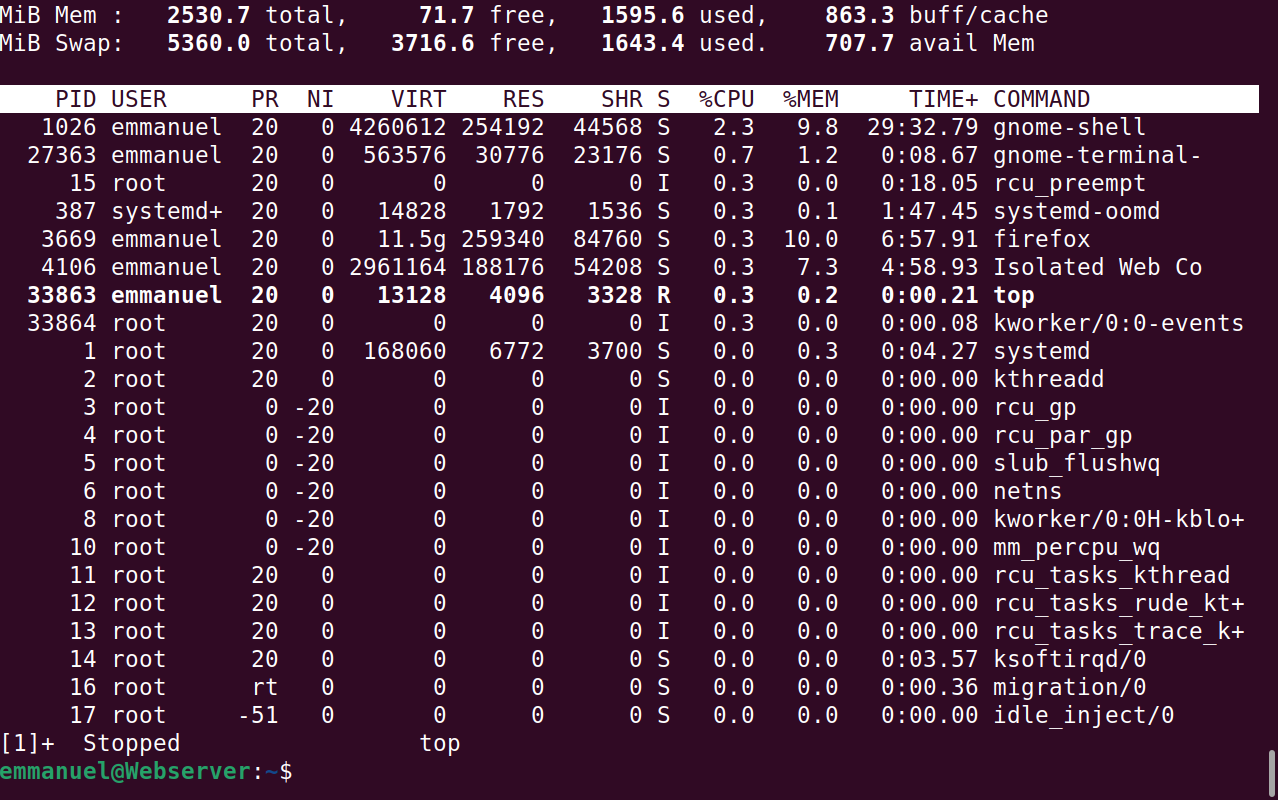 MiB Mem :   2530.7 total,     71.7 free,   1595.6 used,    863.3 buff/cache
MiB Swap:   5360.0 total,   3716.6 free,   1643.4 used.    707.7 avail Mem
    PID USER      PR  NI    VIRT    RES    SHR S  %CPU  %MEM     TIME+ COMMAND
   1026 emmanuel  20   0 4260612 254192  44568 S   2.3   9.8  29:32.79 gnome-shell
  27363 emmanuel  20   0  563576  30776  23176 S   0.7   1.2   0:08.67 gnome-terminal-
     15 root      20   0       0      0      0 I   0.3   0.0   0:18.05 rcu_preempt
    387 systemd+  20   0   14828   1792   1536 S   0.3   0.1   1:47.45 systemd-oomd
   3669 emmanuel  20   0   11.5g 259340  84760 S   0.3  10.0   6:57.91 firefox
   4106 emmanuel  20   0 2961164 188176  54208 S   0.3   7.3   4:58.93 Isolated Web Co
  33863 emmanuel  20   0   13128   4096   3328 R   0.3   0.2   0:00.21 top
  33864 root      20   0       0      0      0 I   0.3   0.0   0:00.08 kworker/0:0-events
      1 root      20   0  168060   6772   3700 S   0.0   0.3   0:04.27 systemd
      2 root      20   0       0      0      0 S   0.0   0.0   0:00.00 kthreadd
      3 root       0 -20       0      0      0 I   0.0   0.0   0:00.00 rcu_gp
      4 root       0 -20       0      0      0 I   0.0   0.0   0:00.00 rcu_par_gp
      5 root       0 -20       0      0      0 I   0.0   0.0   0:00.00 slub_flushwq
      6 root       0 -20       0      0      0 I   0.0   0.0   0:00.00 netns
      8 root       0 -20       0      0      0 I   0.0   0.0   0:00.00 kworker/0:0H-kblo+
     10 root       0 -20       0      0      0 I   0.0   0.0   0:00.00 mm_percpu_wq
     11 root      20   0       0      0      0 I   0.0   0.0   0:00.00 rcu_tasks_kthread
     12 root      20   0       0      0      0 I   0.0   0.0   0:00.00 rcu_tasks_rude_kt+
     13 root      20   0       0      0      0 I   0.0   0.0   0:00.00 rcu_tasks_trace_k+
     14 root      20   0       0      0      0 S   0.0   0.0   0:03.57 ksoftirqd/0
     16 root      rt   0       0      0      0 S   0.0   0.0   0:00.36 migration/0
     17 root     -51   0       0      0      0 S   0.0   0.0   0:00.00 idle_inject/0
[1]+  Stopped                 top
emmanuel@Webserver:~$